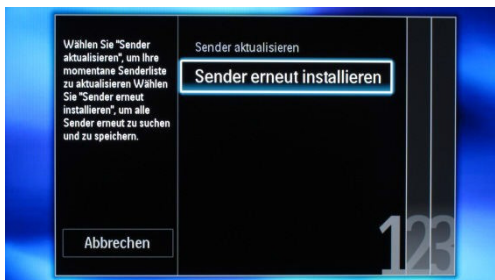 Wählen Sie "Sender
aktualisieren", um Ihre
momentane Senderliste
zu aktualisieren Wählen
Sie "Sender erneut
installieren", um alle
Sender erneut zu suchen
und zu speichern.
Sender aktualisieren
Sender erneut installieren
Abbrechen
123